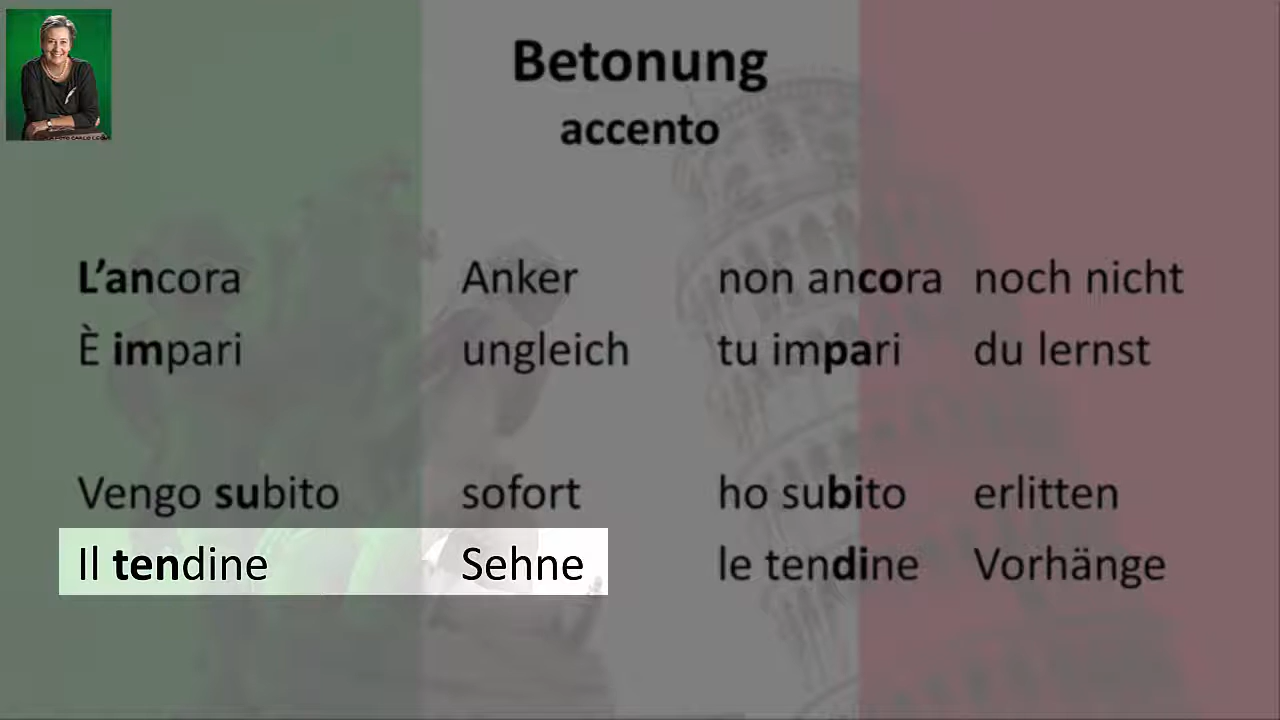 Betonung
accento
L’ancora Anker non ancora noch nicht
È impari ungleich tu impari du lernst
Vengo subito sofort ho subito erlitten
Il tendine Sehne le tendine Vorhänge